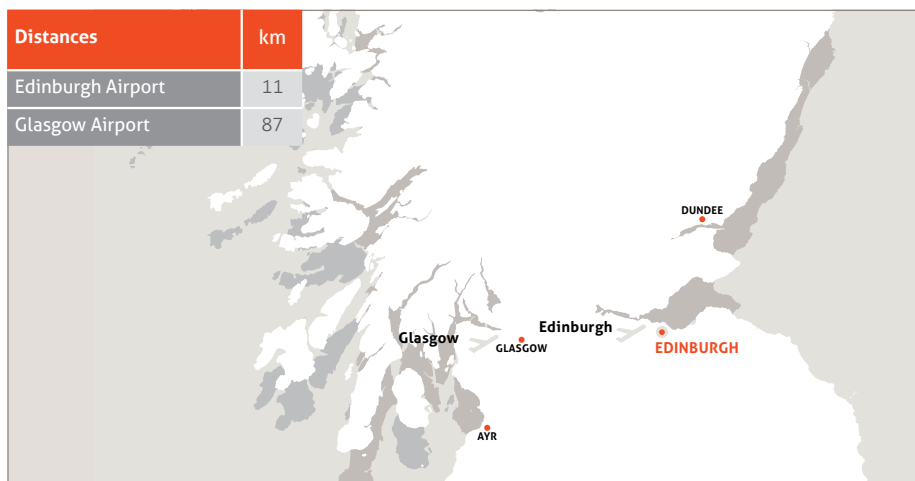 Distances km
Edinburgh Airport 11
Glasgow Airport 87
DUNDEE
Edinburgh
Glasgow
GLASGOW
EDINBURGH
AYR